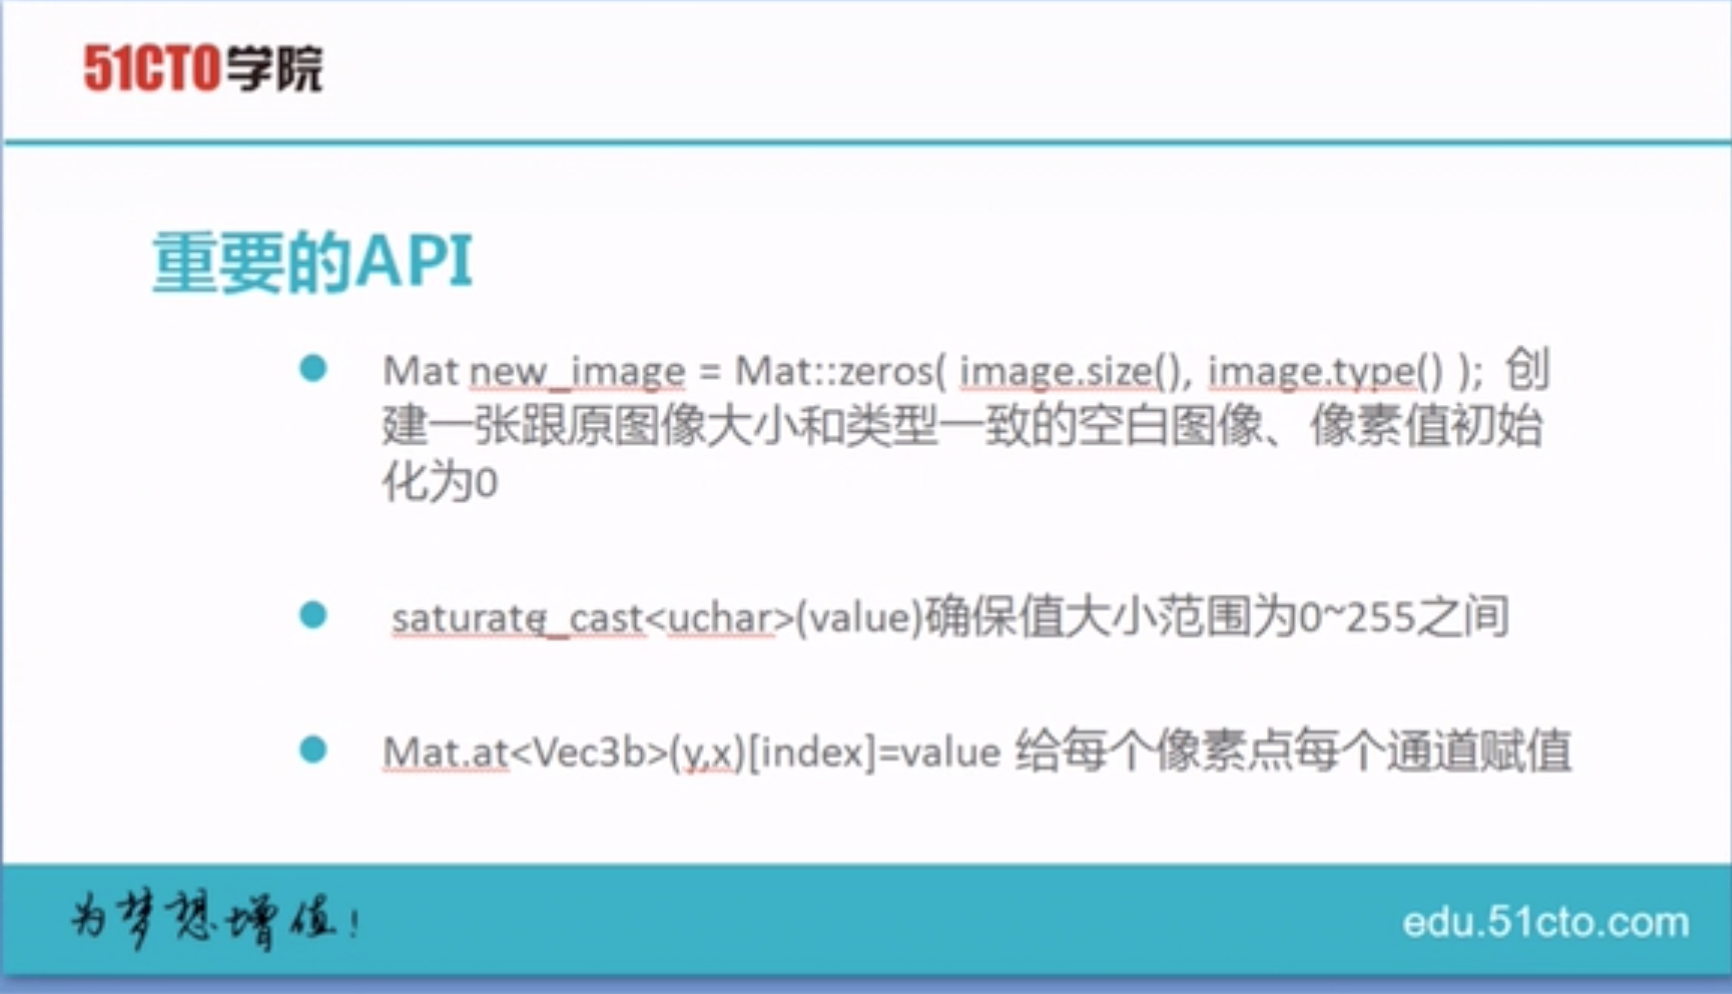 51CTO学院
重要的API
Mat new_image = Mat::zeros( image.size(), image.type() ); 创
建一张跟原图像大小和类型一致的空白图像、像素值初始
化为0
saturate_cast<uchar>(value)确保值大小范围为0~255之间
Mat.at<Vec3b>(y,x)[index]=value 给每个像素点每个通道赋值
为梦想增值!
edu.51cto.com